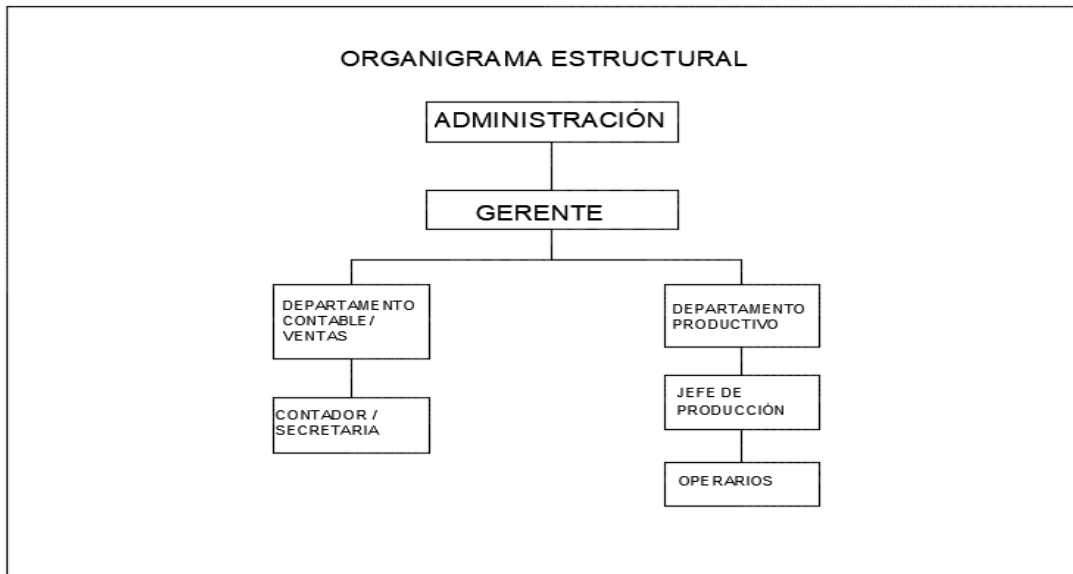 ORGANIGRAMA ESTRUCTURAL
ADMINISTRACIÓN
GERENTE
DEPARTAMENTO
CONTABLE/
VENTAS
CONTADOR /
SECRETARIA
DEPARTAMENTO
PRODUCTIVO
JEFE DE
PRODUCCIÓN
OPERARIOS